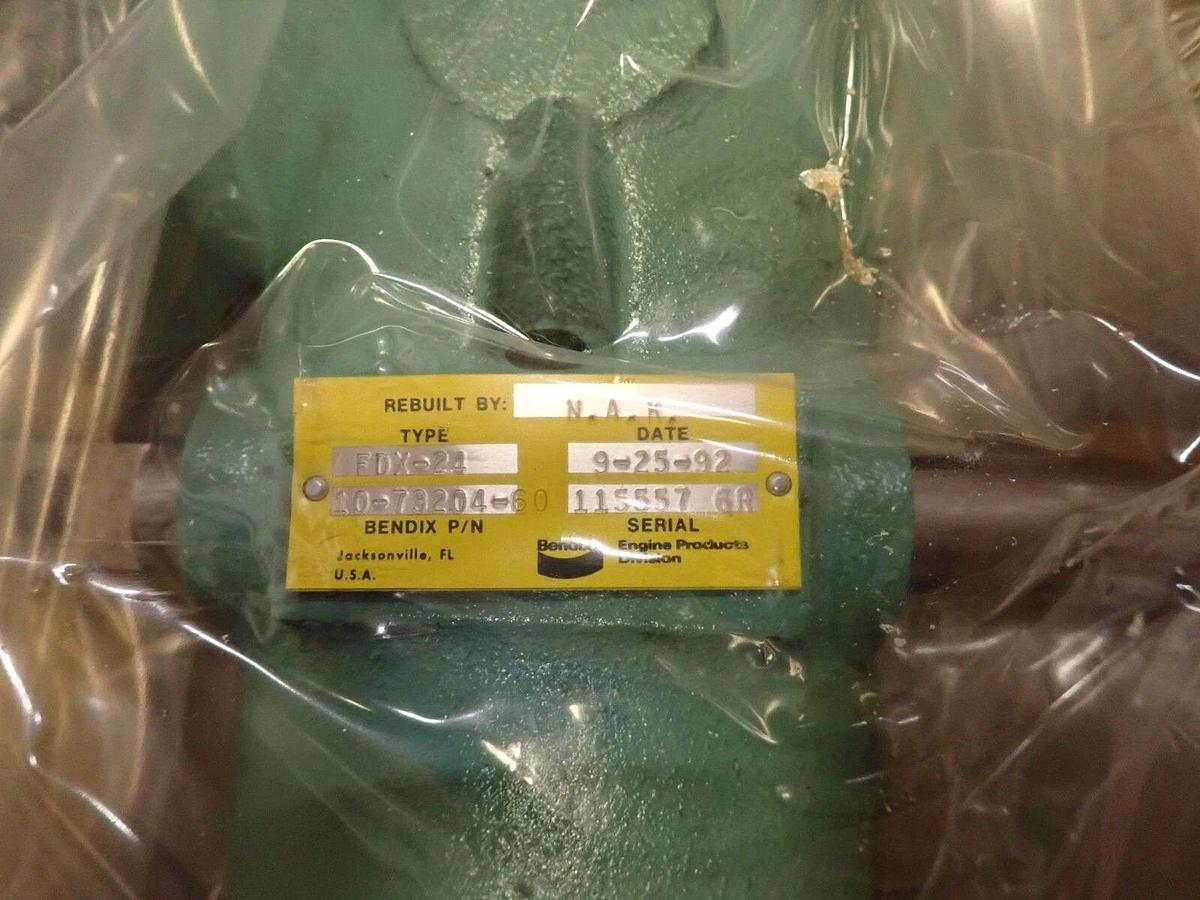 REBUILT BY: N.A.K.
TYPE DATE
FDX-24 9-25-92
10-73204-60 115557 6R
BENDIX P/N SERIAL
Jacksonville, FL
U.S.A.
Bendix Engine Products
Division